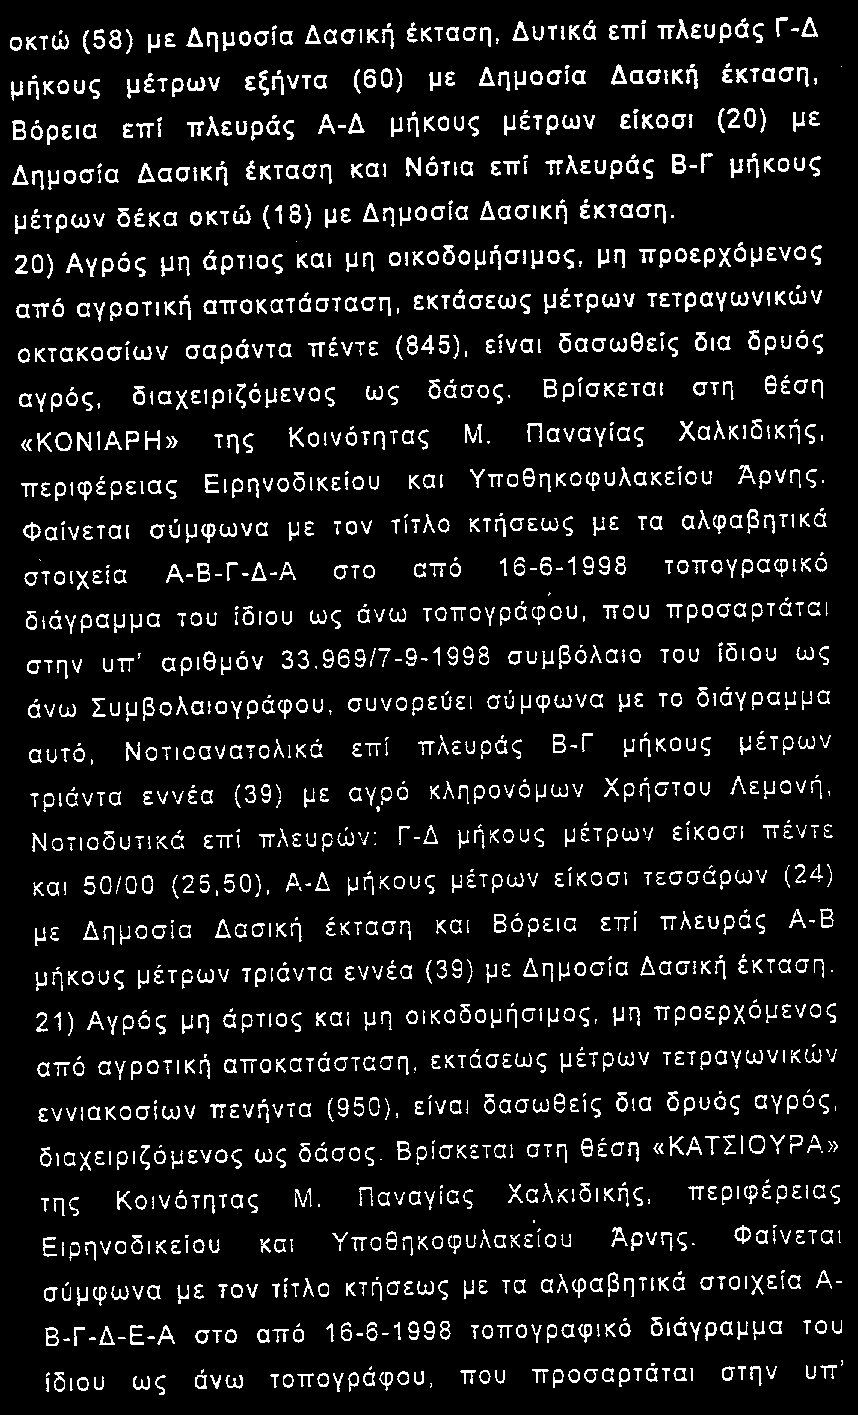 οκτώ (58) με Δημοσία Δασική έκταση, Δυτικά επί πλευράς Γ-Δ
μήκους μέτρων εξήντα (60) με Δημοσία Δασική έκταση,
Βόρεια επί πλευράς Α-Δ μήκους μέτρων είκοσι (20) με
Δημοσία Δασική έκταση και Νότια επί πλευράς Β-Γ μήκους
μέτρων δέκα οκτώ (18) με Δημοσία Δασική έκταση.
20) Αγρός μη άρτιος και μη οικοδομήσιμος, μη προερχόμενος
από αγροτική αποκατάσταση, εκτάσεως μέτρων τετραγωνικών
οκτακοσίων σαράντα πέντε (845), είναι δασωθείς δια δρυός
αγρός, διαχειριζόμενος ως δάσος. Βρίσκεται στη θέση
«ΚΟΝΙΑΡΗ» της Κοινότητας Μ. Παναγίας Χαλκιδικής,
περιφέρειας Ειρηνοδικείου και Υποθηκοφυλακείου Άρνης.
Φαίνεται σύμφωνα με τον τίτλο κτήσεως με τα αλφαβητικά
στοιχεία Α-Β-Γ-Δ-Α στο από 16-6-1998 τοπογραφικό
διάγραμμα του ίδιου ως άνω τοπογράφου, που προσαρτάται
στην υπ' αριθμόν 33.969/7-9-1998 συμβόλαιο του ίδιου ως
άνω Συμβολαιογράφου, συνορεύει σύμφωνα με το διάγραμμα
αυτό, Νοτιοανατολικά επί πλευράς Β-Γ μήκους μέτρων
τριάντα εννέα (39) με αγρό κληρονόμων Χρήστου Λεμονή,
Νοτιοδυτικά επί πλευρών: Γ-Δ μήκους μέτρων είκοσι πέντε
και 50/00 (25,50), Α-Δ μήκους μέτρων είκοσι τεσσάρων (24)
με Δημοσία Δασική έκταση και Βόρεια επί πλευράς Α-Β
μήκους μέτρων τριάντα εννέα (39) με Δημοσία Δασική έκταση.
21) Αγρός μη άρτιος και μη οικοδομήσιμος, μη προερχόμενος
από αγροτική αποκατάσταση, εκτάσεως μέτρων τετραγωνικών
εννιακοσίων πενήντα (950), είναι δασωθείς δια δρυός αγρός,
διαχειριζόμενος ως δάσος. Βρίσκεται στη θέση «ΚΑΤΣΙΟΥΡΑ»
της Κοινότητας Μ. Παναγίας Χαλκιδικής, περιφέρειας
Ειρηνοδικείου και Υποθηκοφυλακείου Άρνης. Φαίνεται
σύμφωνα με τον τίτλο κτήσεως με τα αλφαβητικά στοιχεία Α-
Β-Γ-Δ-Ε-Α στο από 16-6-1998 τοπογραφικό διάγραμμα του
ίδιου ως άνω τοπογράφου, που προσαρτάται στην υπ'